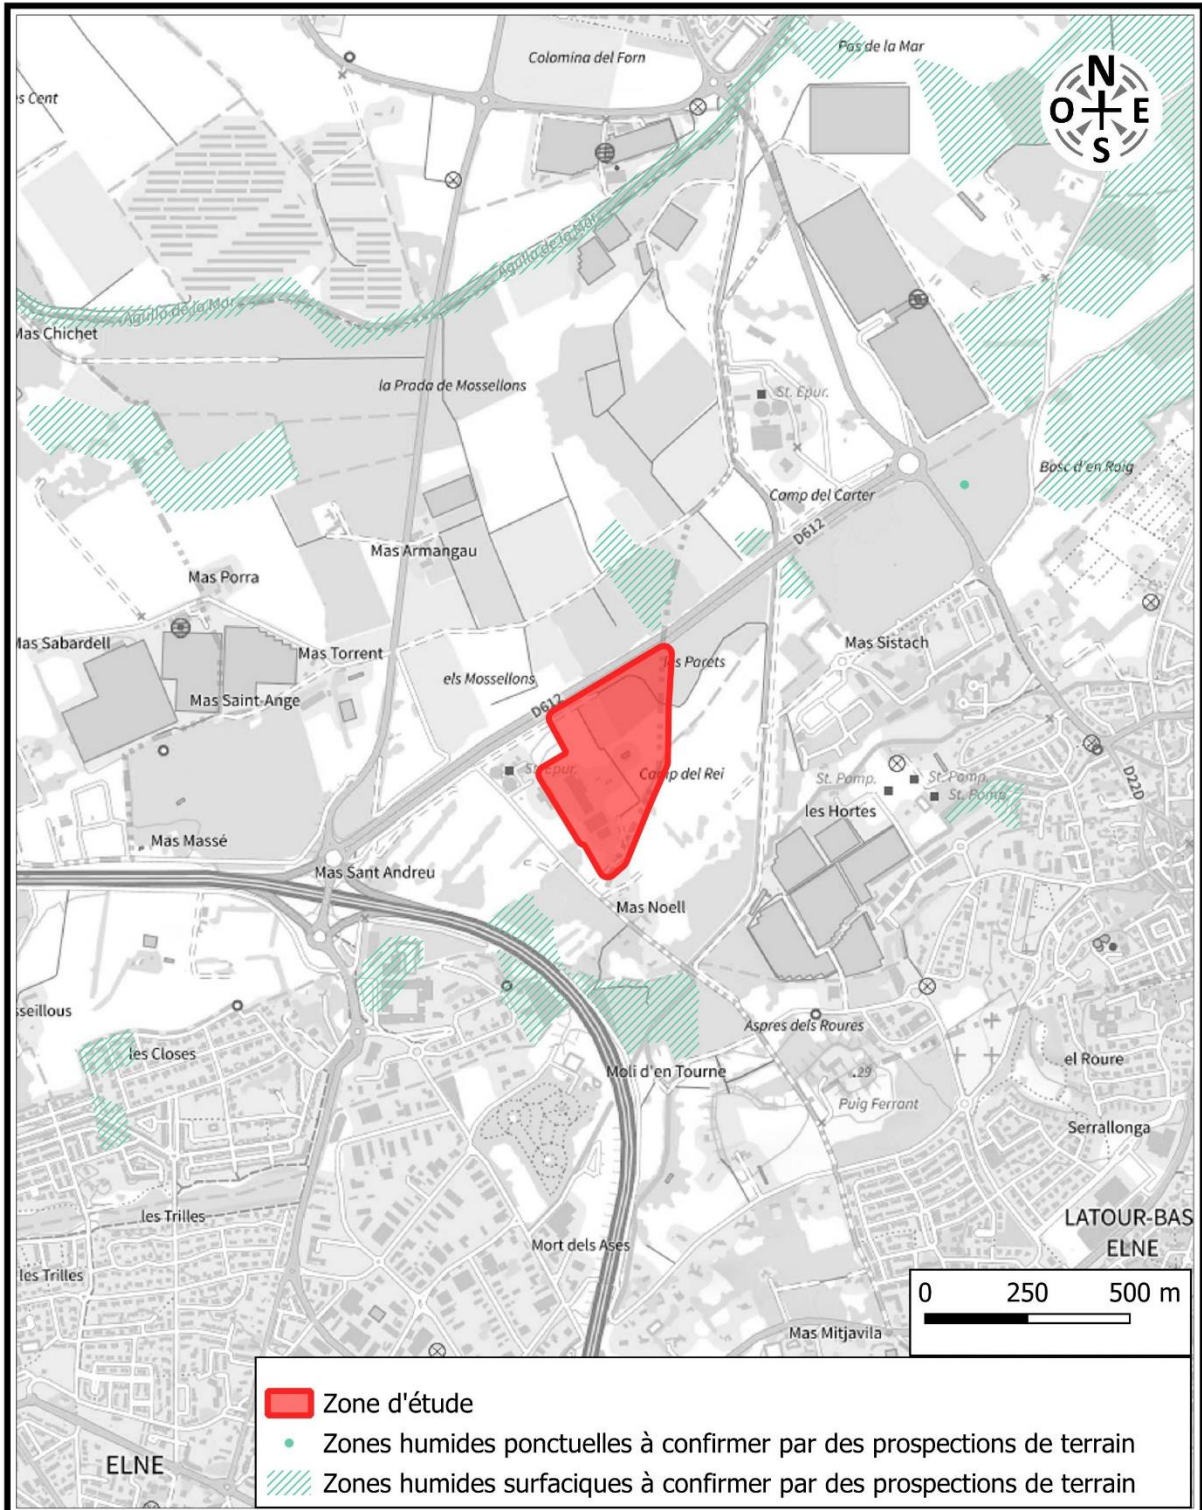 Colomina del Forn
Pas de la Mar
N
O E
S
s Cent
Agulla de la Mar
Agulla de la Mar
Mas Chichet
la Prada de Mossellons
St. Epur.
Bosc d'en Roig
Camp del Carter
D612
Mas Armangau
Mas Porra
Mas Sabardell
Mas Torrent
Mas Sistach
els Mossellons
les Parets
Mas Saint-Ange
D612
St. Epur.
Camp del Rei
St. Pomp.
St. Pomp.
St. Pomp.
D22D
les Hortes
Mas Massé
Mas Sant Andreu
Mas Noell
sseillous
les Closes
Aspres dels Roures
el Roure
Moli d'en Tourne
29
Puig Ferrant
Serrallonga
les Trilles
LATOUR-BAS
ELNE
Mort dels Ases
les Trilles
0 250 500 m
Mas Mitjavila
Zone d'étude
Zones humides ponctuelles à confirmer par des prospections de terrain
Zones humides surfaciques à confirmer par des prospections de terrain
ELNE